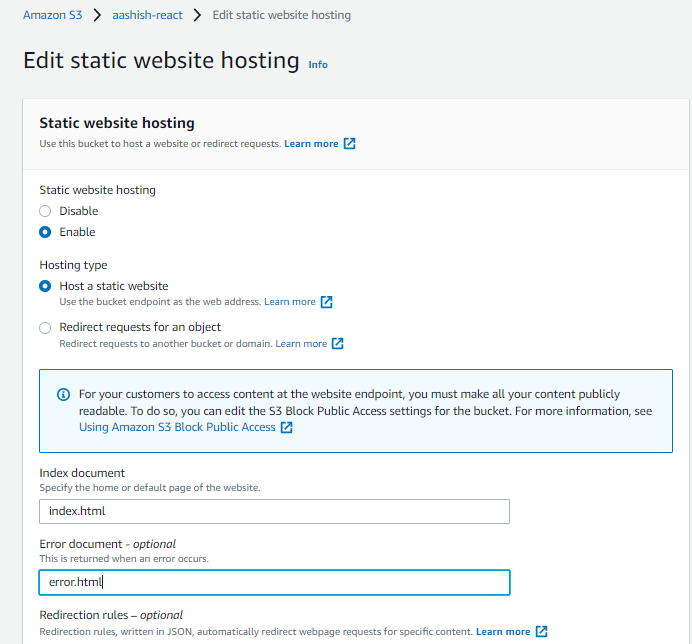 Amazon S3 > aashish-react > Edit static website hosting
Edit static website hosting Info
Static website hosting
Use this bucket to host a website or redirect requests. Learn more
Static website hosting
Disable
Enable
Hosting type
Host a static website
Use the bucket endpoint as the web address. Learn more
Redirect requests for an object
Redirect requests to another bucket or domain. Learn more
For your customers to access content at the website endpoint, you must make all your content publicly
readable. To do so, you can edit the S3 Block Public Access settings for the bucket. For more information, see
Using Amazon S3 Block Public Access
Index document
Specify the home or default page of the website.
index.html
Error document - optional
This is returned when an error occurs.
error.html
Redirection rules – optional
Redirection rules, written in JSON, automatically redirect webpage requests for specific content. Learn more